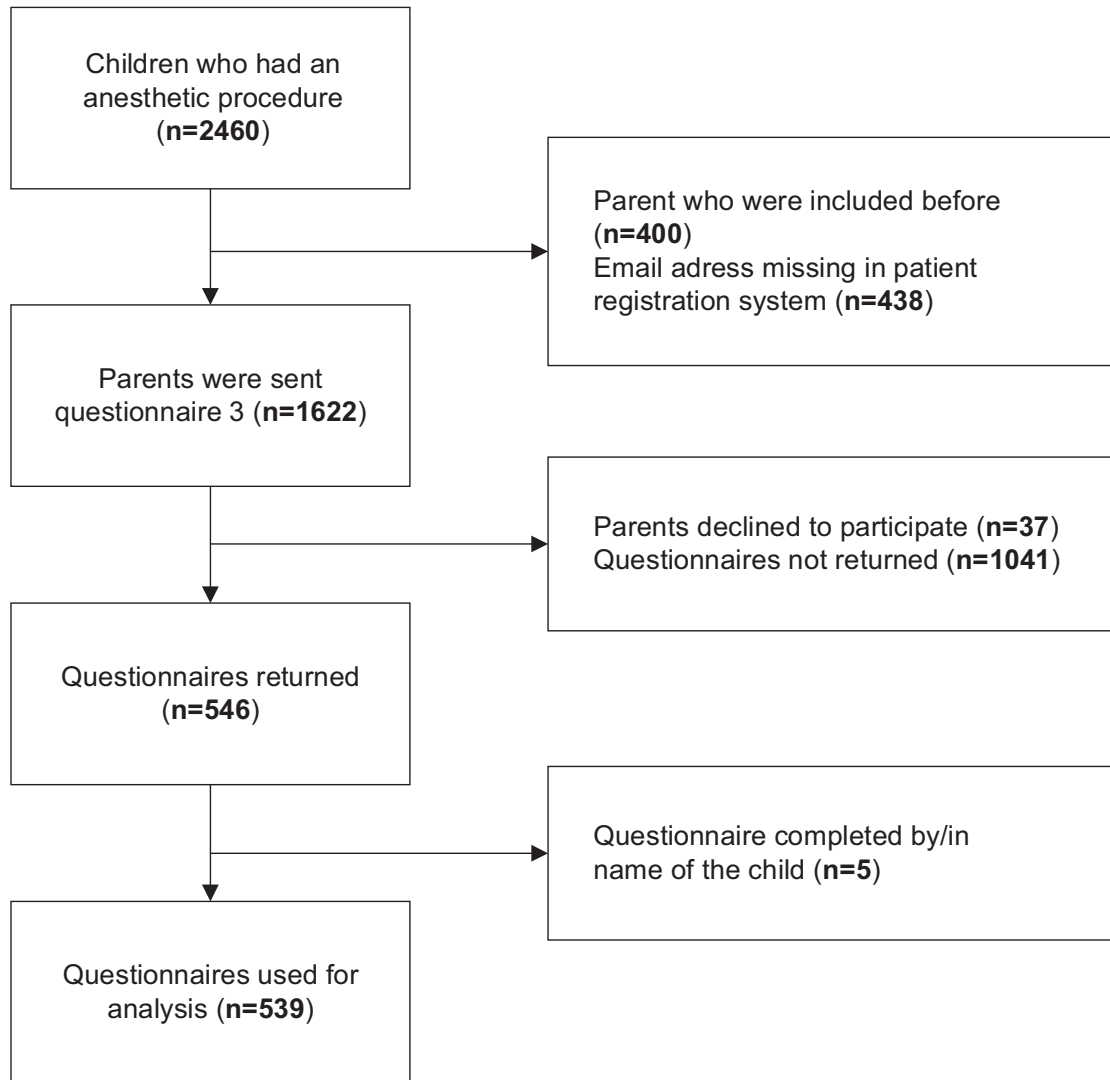 Children who had an
anesthetic procedure
(n=2460)
Parent who were included before
(n=400)
Email adress missing in patient
registration system (n=438)
Parents were sent
questionnaire 3 (n=1622)
Parents declined to participate (n=37)
Questionnaires not returned (n=1041)
Questionnaires returned
(n=546)
Questionnaire completed by/in
name of the child (n=5)
Questionnaires used for
analysis (n=539)